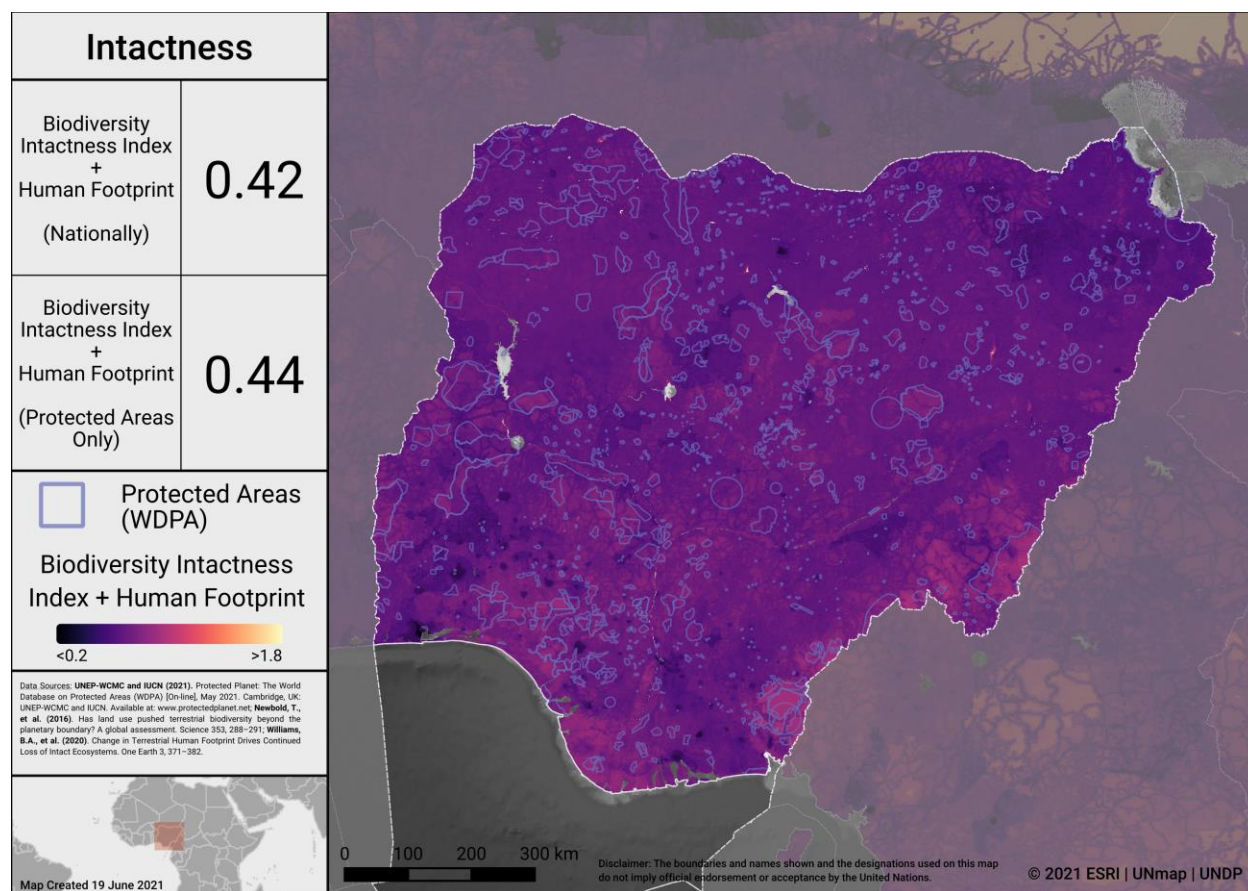 Intactness
Biodiversity
Intactness Index
+
Human Footprint
(Nationally)
0.42
Biodiversity
Intactness Index
+
Human Footprint
(Protected Areas
Only)
0.44
Protected Areas
(WDPA)
Biodiversity Intactness
Index + Human Footprint
<0.2
>1.8
Data Sources: UNEP-WCMC and IUCN (2021). Protected Planet: The World
Database on Protected Areas (WDPA) [On-line], May 2021. Cambridge, UK:
UNEP-WCMC and IUCN. Available at: www.protectedplanet.net; Newbold, T.,
et al. (2016). Has land use pushed terrestrial biodiversity beyond the
planetary boundary? A global assessment. Science 353, 288–291; Williams,
B.A., et al. (2020). Change in Terrestrial Human Footprint Drives Continued
Loss of Intact Ecosystems. One Earth 3, 371–382.
Map Created 19 June 2021
0 100 200 300 km
Disclaimer: The boundaries and names shown and the designations used on this map
do not imply official endorsement or acceptance by the United Nations.
© 2021 ESRI | UNmap | UNDP